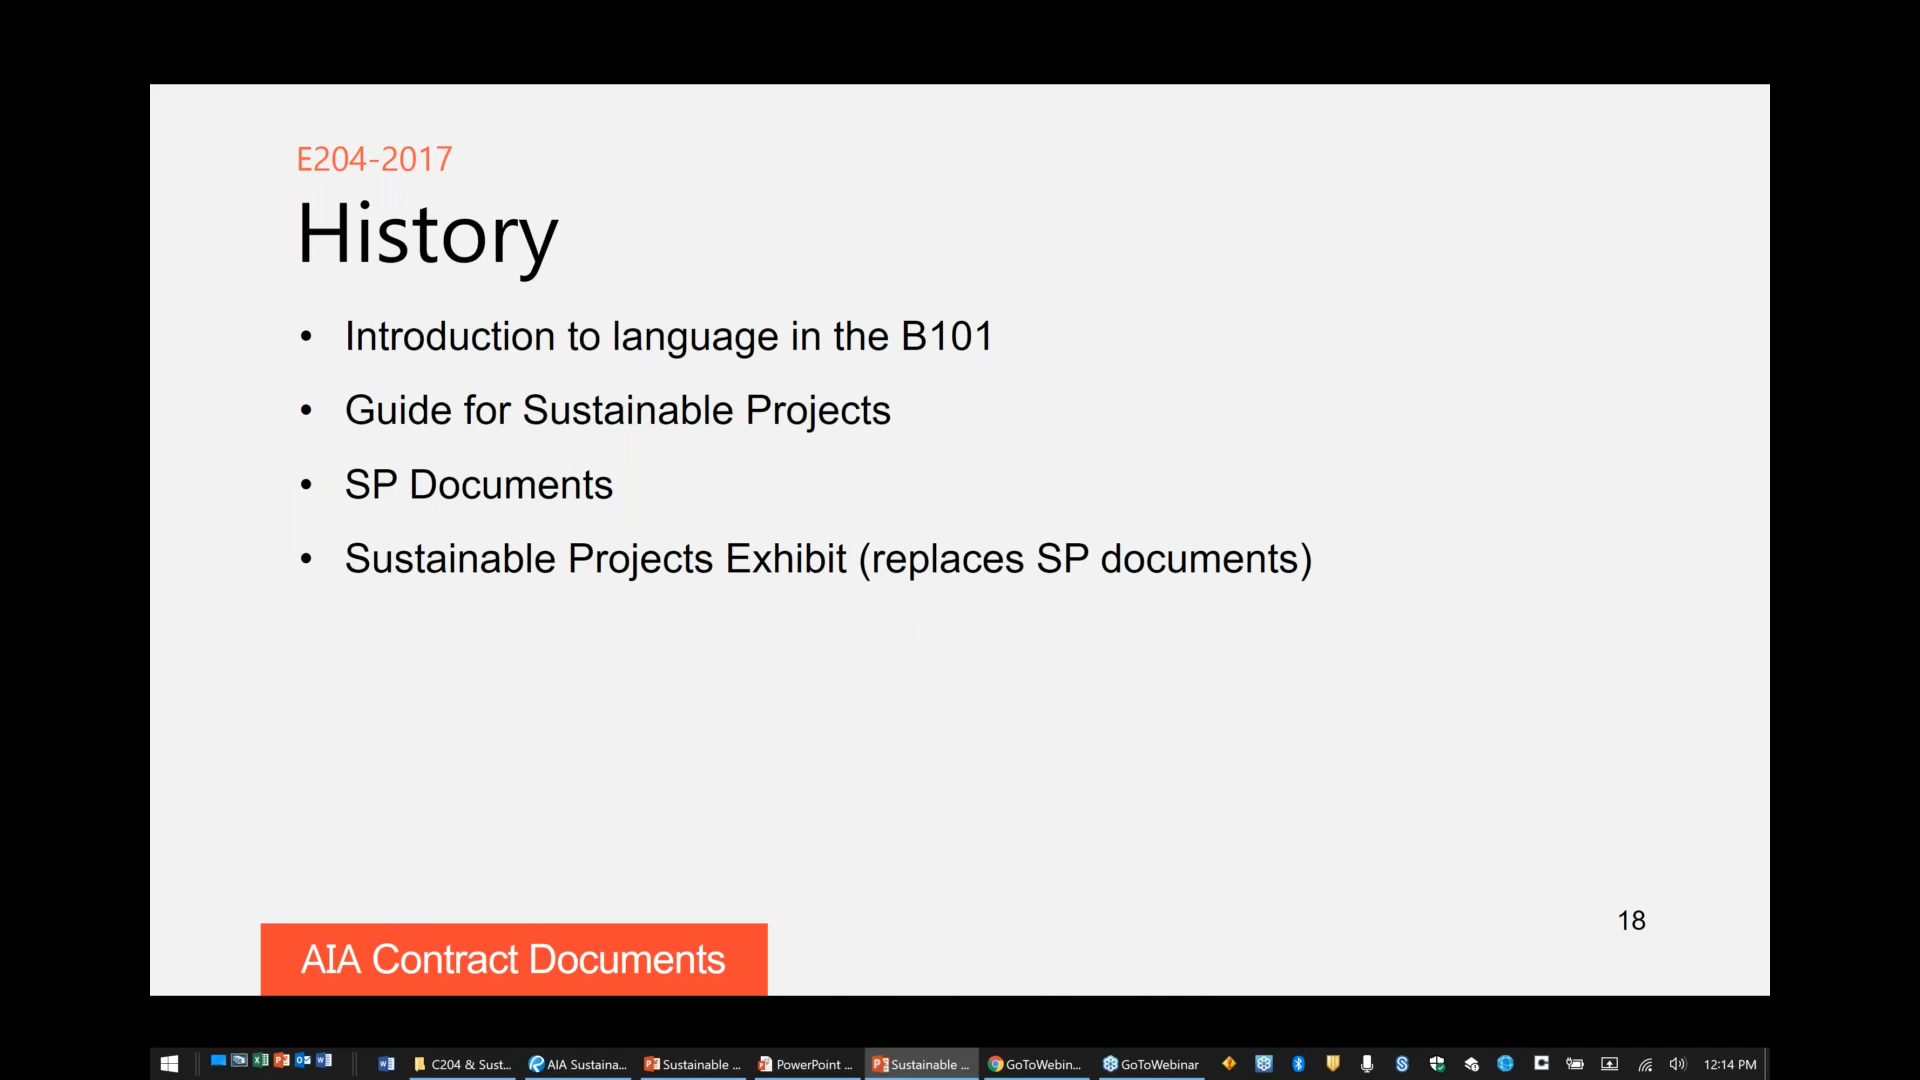 E204-2017
History
• Introduction to language in the B101
• Guide for Sustainable Projects
• SP Documents
• Sustainable Projects Exhibit (replaces SP documents)
18
AIA Contract Documents
C204 & Sust... AIA Sustaina... Sustainable ... PowerPoint ... Sustainable ... GoToWebin... GoToWebinar 12:14 PM